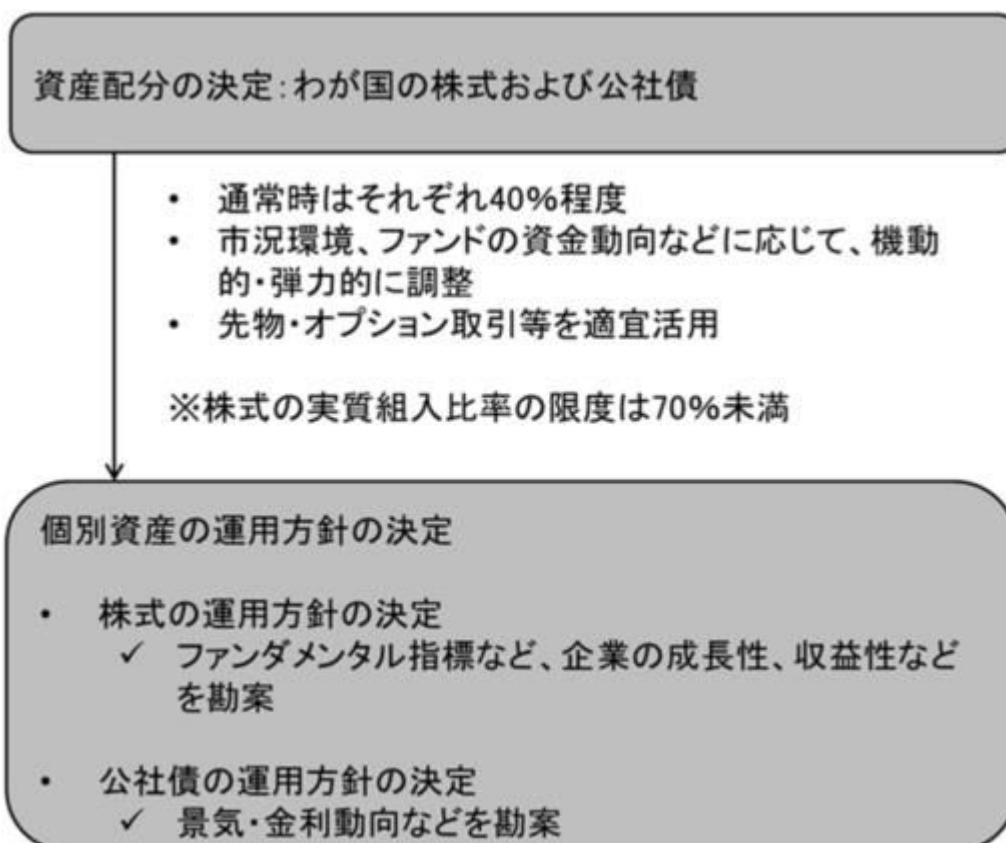 資産配分の決定：わが国の株式および公社債
• 通常時はそれぞれ40%程度
• 市況環境、ファンドの資金動向などに応じて、機動
的・弾力的に調整
• 先物・オプション取引等を適宜活用
※株式の実質組入比率の限度は70%未満
個別資産の運用方針の決定
• 株式の運用方針の決定
✓ ファンダメンタル指標など、企業の成長性、収益性など
を勘案
• 公社債の運用方針の決定
✓ 景気・金利動向などを勘案